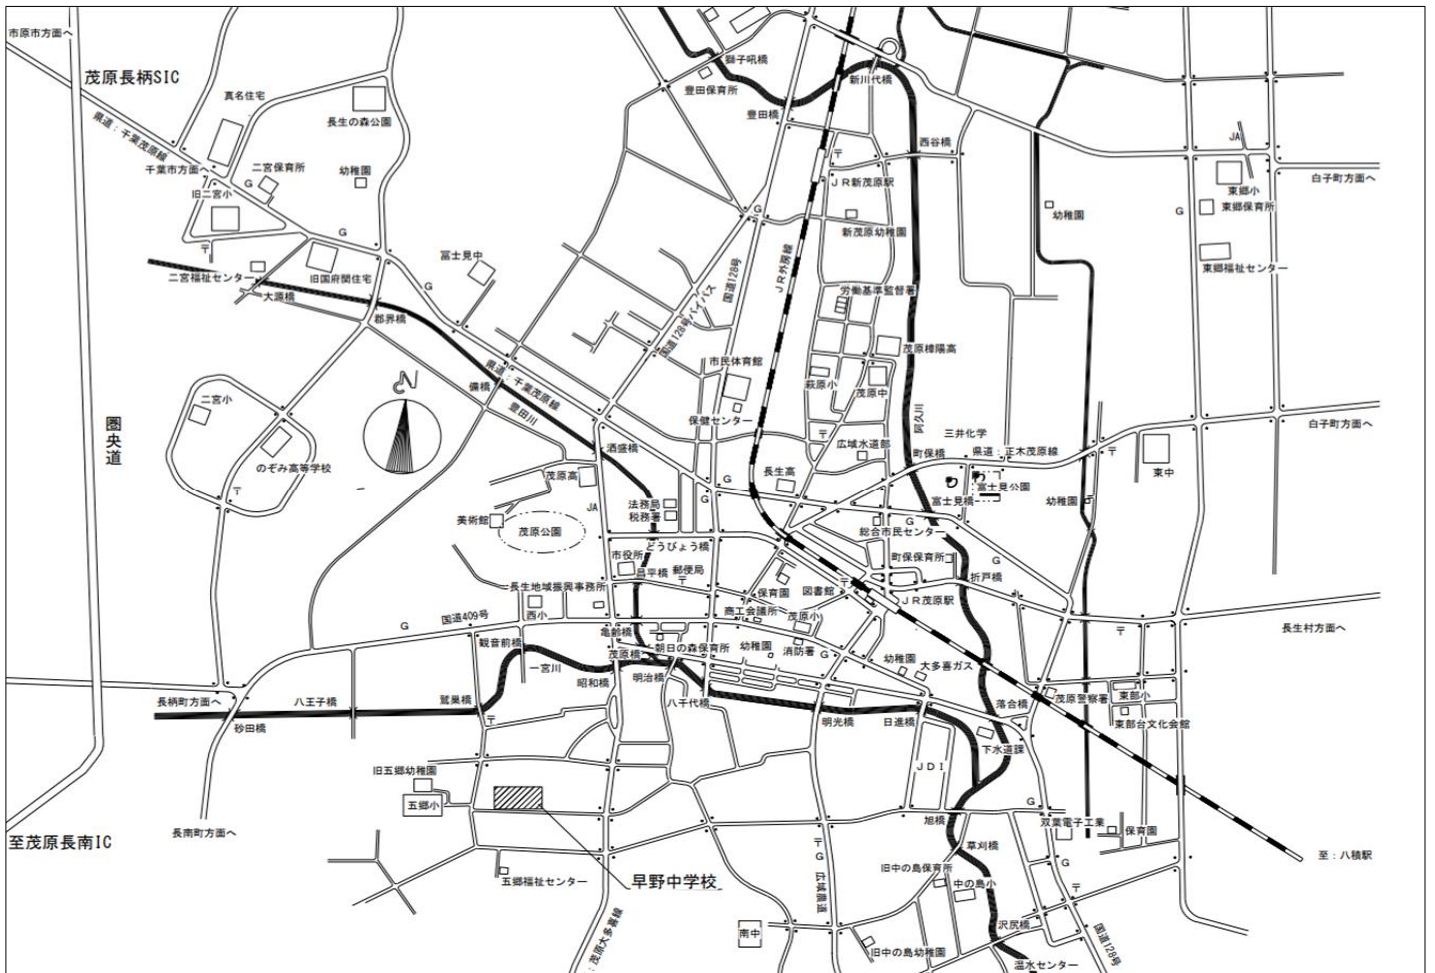 市原市方面へ
茂原長柄SIC
県道：千葉茂原線
千葉市方面へ
真名住宅
長生の森公園
二宮保育所
幼稚園
G
旧二宮小
〒
G
旧国府関住宅
二宮福祉センター
大源橋
郡界橋
冨士見中
G
獅子吼橋
豊田保育所
豊田橋
新川代橋
西谷橋
〒
JR新茂原駅
新茂原幼稚園
G
国道128号
国道128号バイパス
JR外房線
労働基準監督署
茂原樟陽高
萩原小
茂原中
市民体育館
保健センター
阿久川
幼稚園
JA
東郷小
東郷保育所
G
東郷福祉センター
白子町方面へ
白子町方面へ
圏央道
二宮小
のぞみ高等学校
〒
N
備橋
県道：千葉茂原線
豊田川
酒盛橋
茂原高
JA
美術館
茂原公園
法務局
税務署
G
G
長生高
〒
広域水道部
町保橋
三井化学
県道：正木茂原線
富士見公園
富士見橋
幼稚園
〒
東中
総合市民センター
G
町保保育所
折戸橋
G
どうびょう橋
市役所
昌平橋
郵便局
〒
保育園
図書館
〒
JR茂原駅
長生地域振興事務所
西小
商工会議所
茂原小
国道409号
G
観音前橋
亀齢橋
朝日の森保育所
幼稚園
消防署
G
幼稚園
大多喜ガス
茂原橋
一宮川
昭和橋
明治橋
八千代橋
明光橋
日進橋
落合橋
茂原警察署
東部小
東部台文化会館
〒
長生村方面へ
長柄町方面へ
八王子橋
鷲巣橋
〒
砂田橋
下水道課
JDI
旧五郷幼稚園
五郷小
長南町方面へ
至茂原長南IC
早野中学校
五郷福祉センター
：茂原大多喜線
〒
G
広域農道
旭橋
G
双葉電子工業
保育園
草刈橋
G
旧中の島保育所
中の島小
〒
南中
旧中の島幼稚園
沢尻橋
国道128号
温水センター
至：八積駅